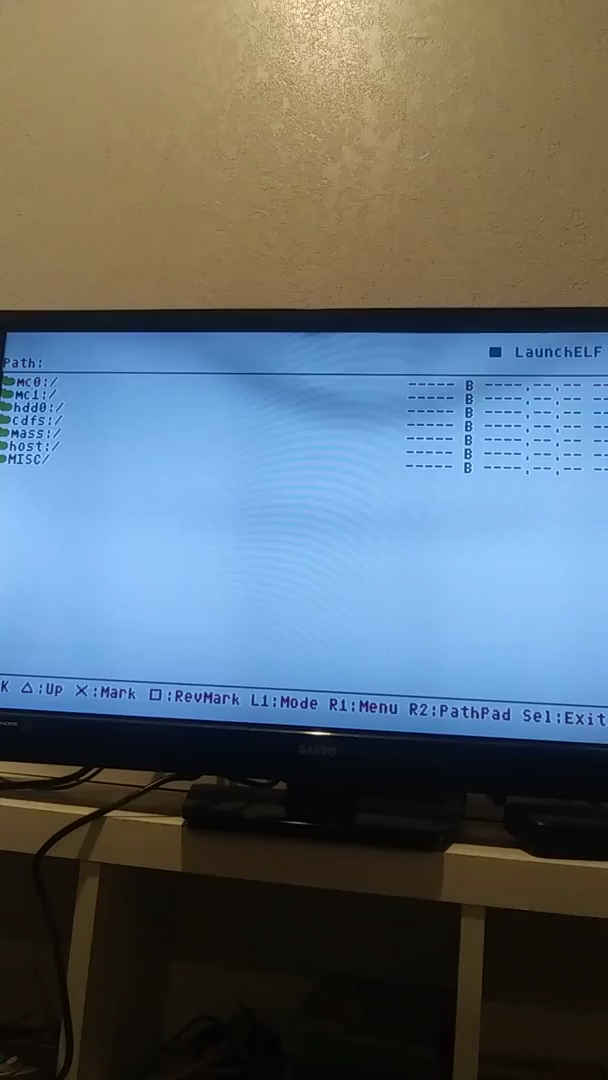 LaunchELF
Path:
mc0:/ ----- B ----.--.--
mc1:/ ----- B ----.--.--
hdd0:/ ----- B ----.--.--
cdfs:/ ----- B ----.--.--
mass:/ ----- B ----.--.--
host:/ ----- B ----.--.--
MISC/ ----- B ----.--.--
K △:Up ✕:Mark □:RevMark L1:Mode R1:Menu R2:PathPad Sel:Exit
SANYO